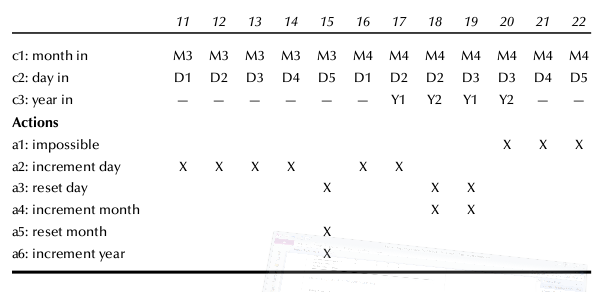 11 12 13 14 15 16 17 18 19 20 21 22
c1: month in M3 M3 M3 M3 M3 M4 M4 M4 M4 M4 M4 M4
c2: day in D1 D2 D3 D4 D5 D1 D2 D2 D3 D3 D4 D5
c3: year in — — — — — — Y1 Y2 Y1 Y2 — —
Actions
a1: impossible X X X
a2: increment day X X X X X X
a3: reset day X X X
a4: increment month X X
a5: reset month X
a6: increment year X